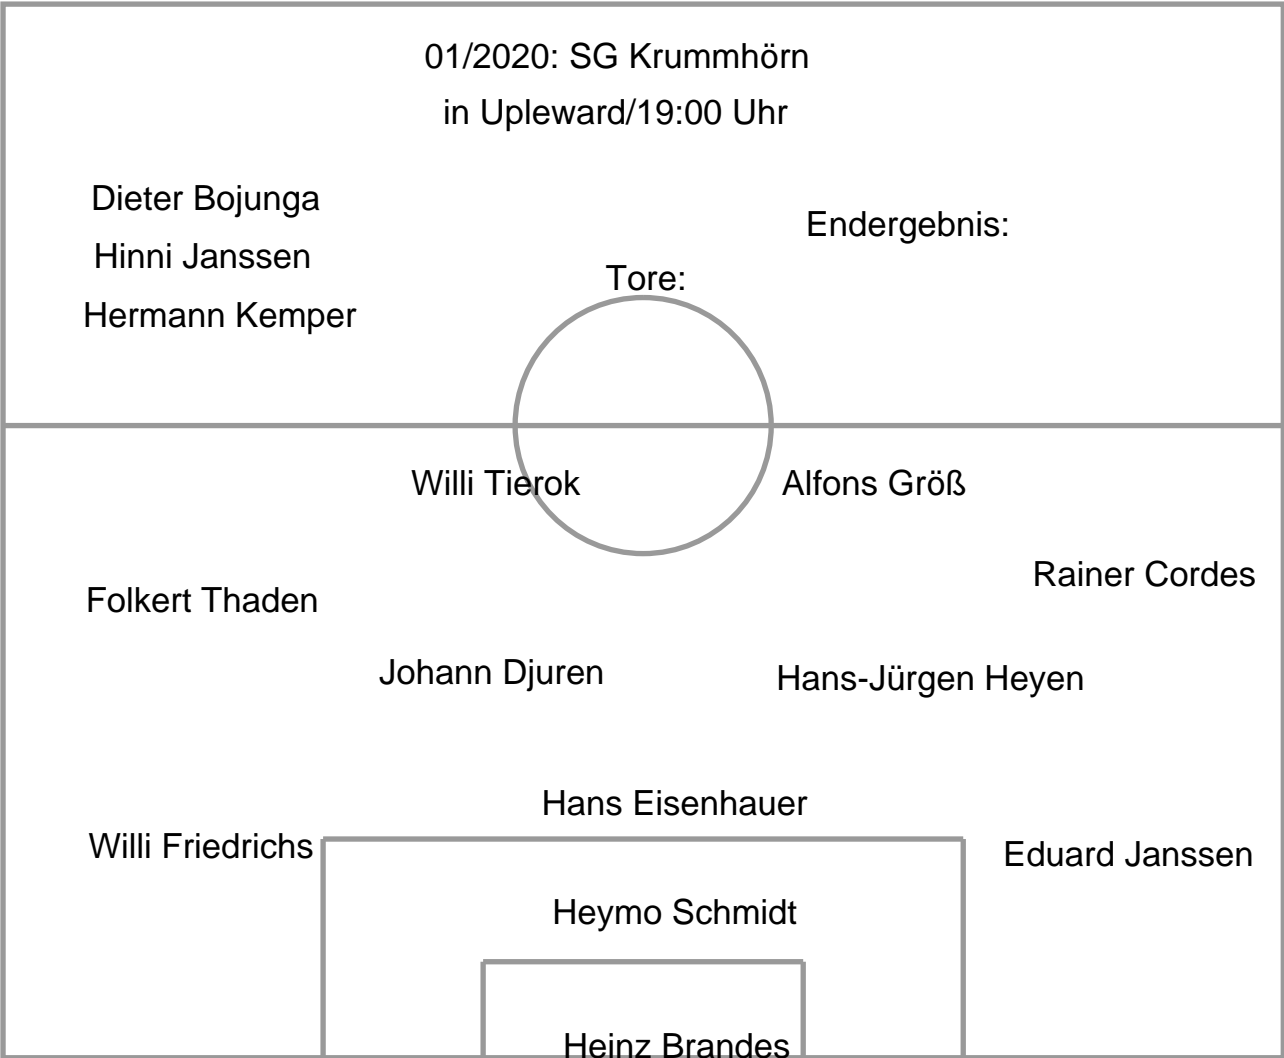 01/2020: SG Krummhörn
in Upleward/19:00 Uhr
Dieter Bojunga
Endergebnis:
Hinni Janssen
Tore:
Hermann Kemper
Willi Tierok
Alfons Größ
Rainer Cordes
Folkert Thaden
Johann Djuren
Hans-Jürgen Heyen
Hans Eisenhauer
Willi Friedrichs
Eduard Janssen
Heymo Schmidt
Heinz Brandes